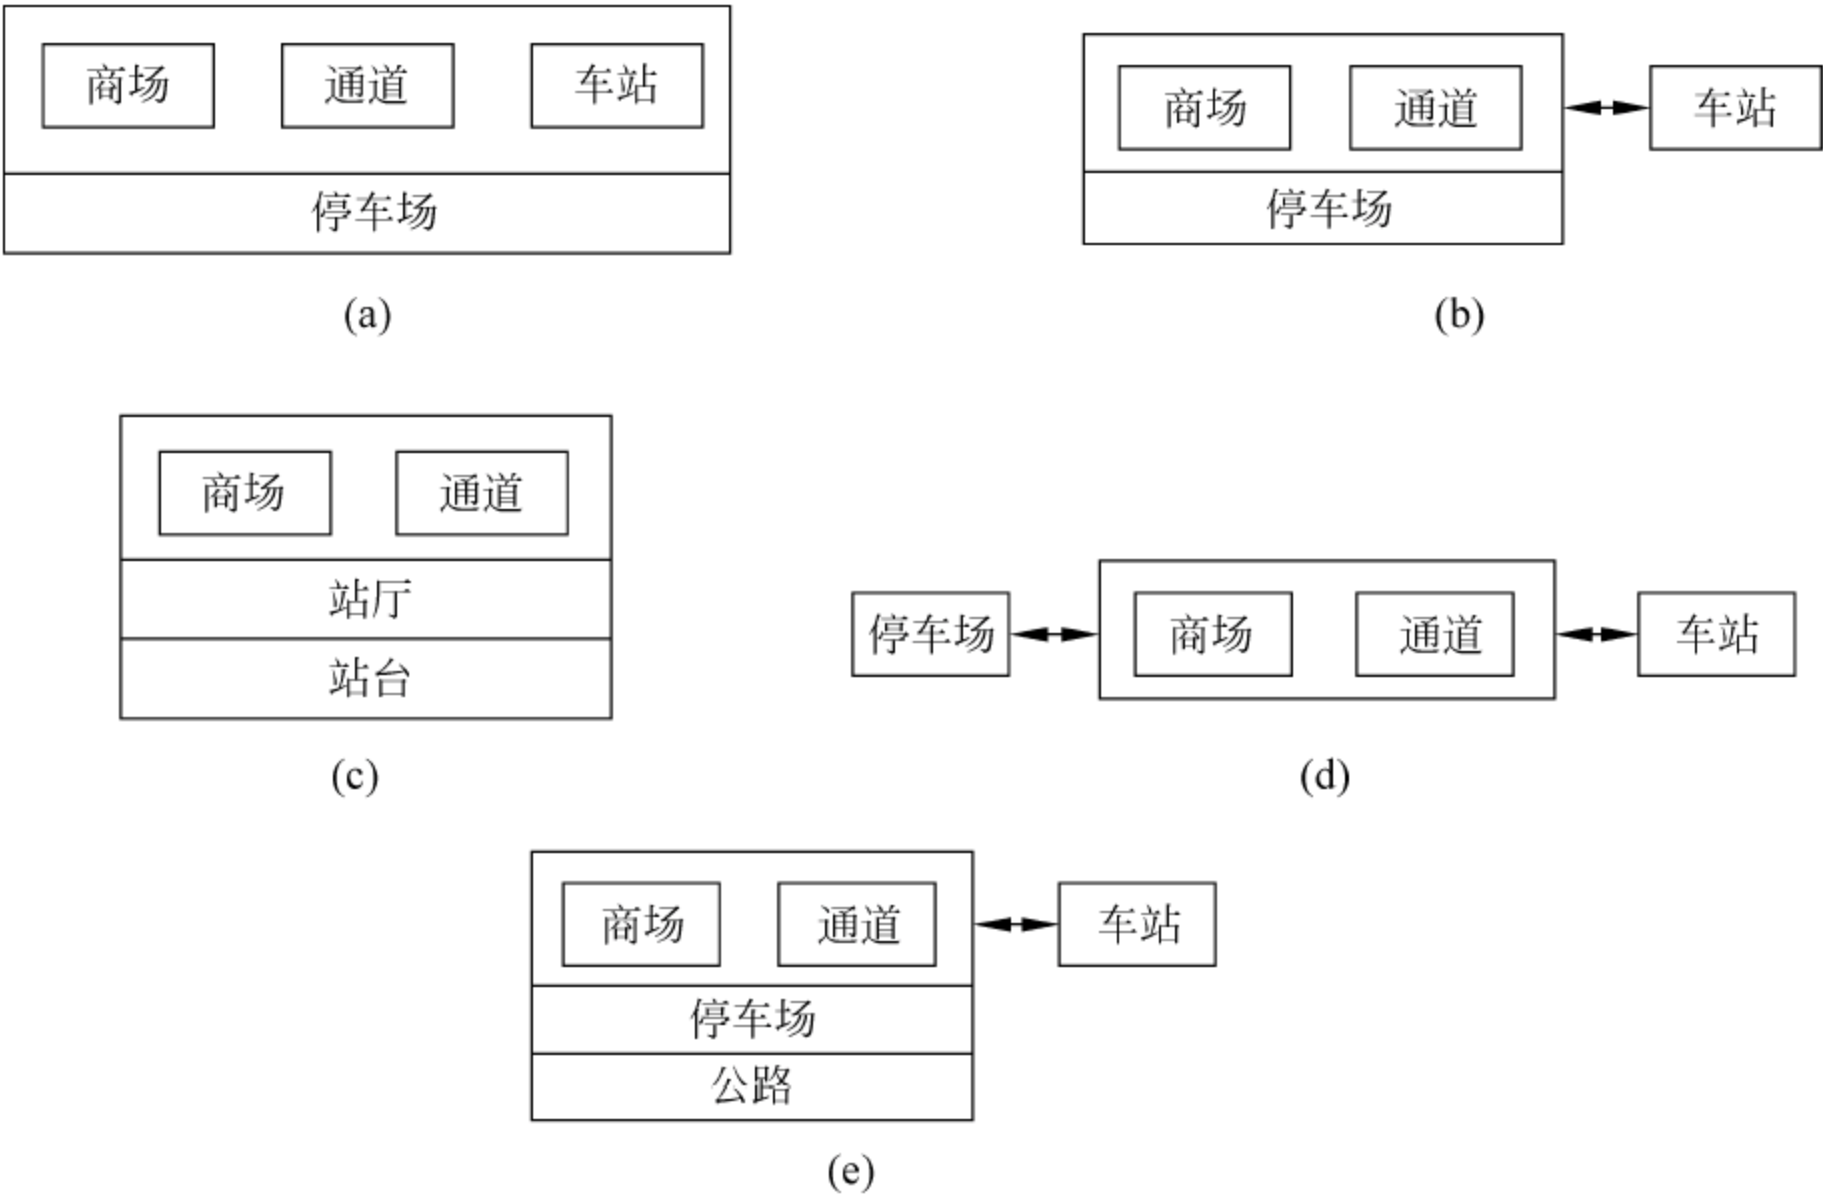 商场 通道 车站
停车场
(a)
商场 通道 车站
停车场
(b)
商场 通道
站厅
站台
(c)
停车场 商场 通道 车站
(d)
商场 通道 车站
停车场
公路
(e)